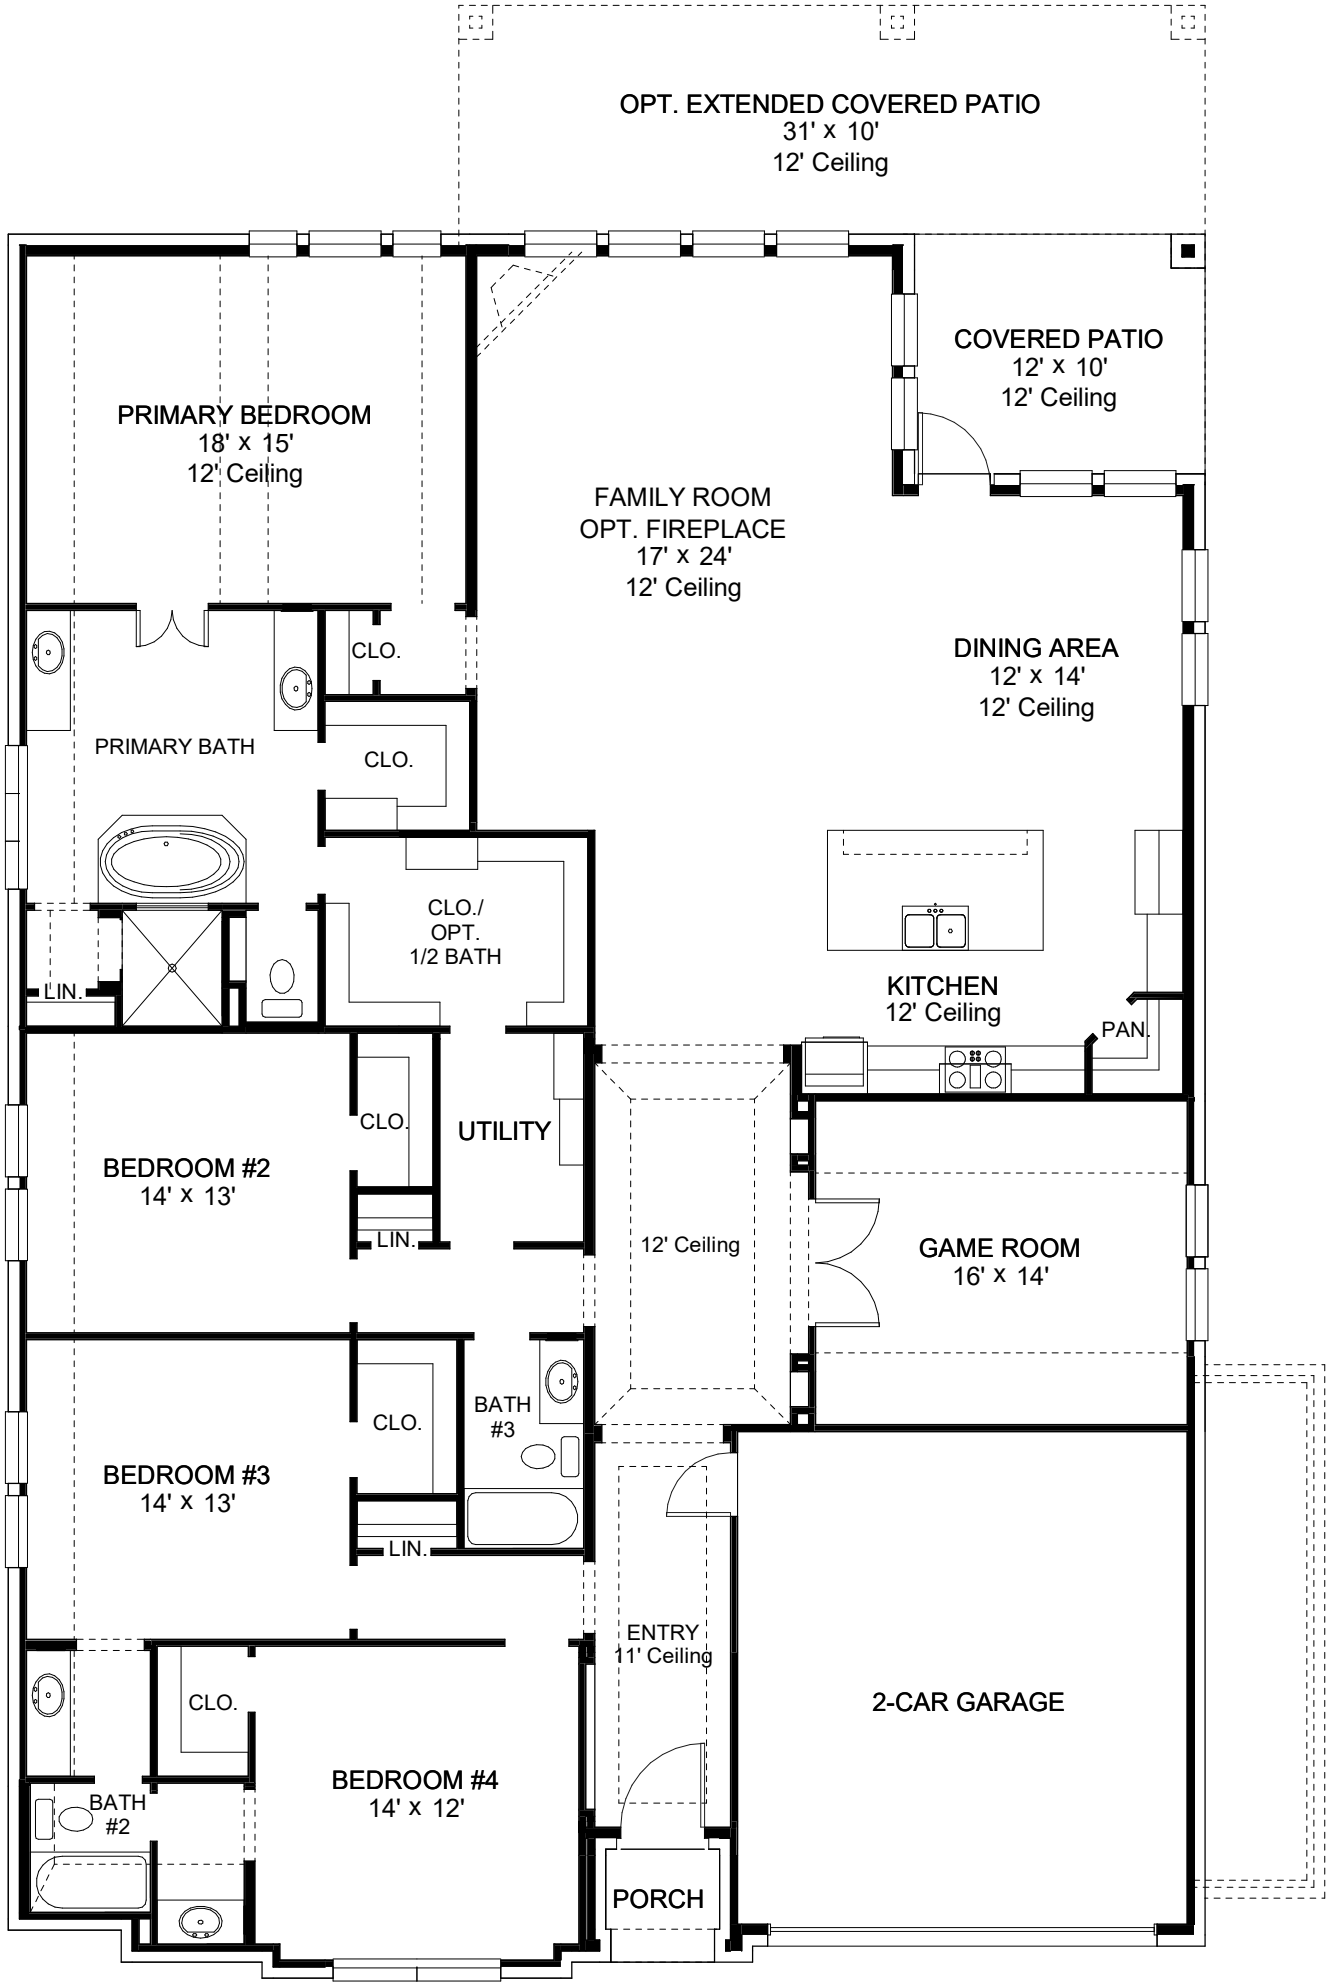 OPT. EXTENDED COVERED PATIO
31' x 10'
12' Ceiling
COVERED PATIO
12' x 10'
12' Ceiling
PRIMARY BEDROOM
18' x 15'
12' Ceiling
FAMILY ROOM
OPT. FIREPLACE
17' x 24'
12' Ceiling
DINING AREA
12' x 14'
12' Ceiling
CLO.
PRIMARY BATH
CLO.
CLO./
OPT.
1/2 BATH
LIN.
KITCHEN
12' Ceiling
PAN.
CLO.
UTILITY
BEDROOM #2
14' x 13'
LIN.
12' Ceiling
GAME ROOM
16' x 14'
BATH
#3
CLO.
BEDROOM #3
14' x 13'
LIN.
ENTRY
11' Ceiling
CLO.
2-CAR GARAGE
BEDROOM #4
14' x 12'
BATH
#2
PORCH